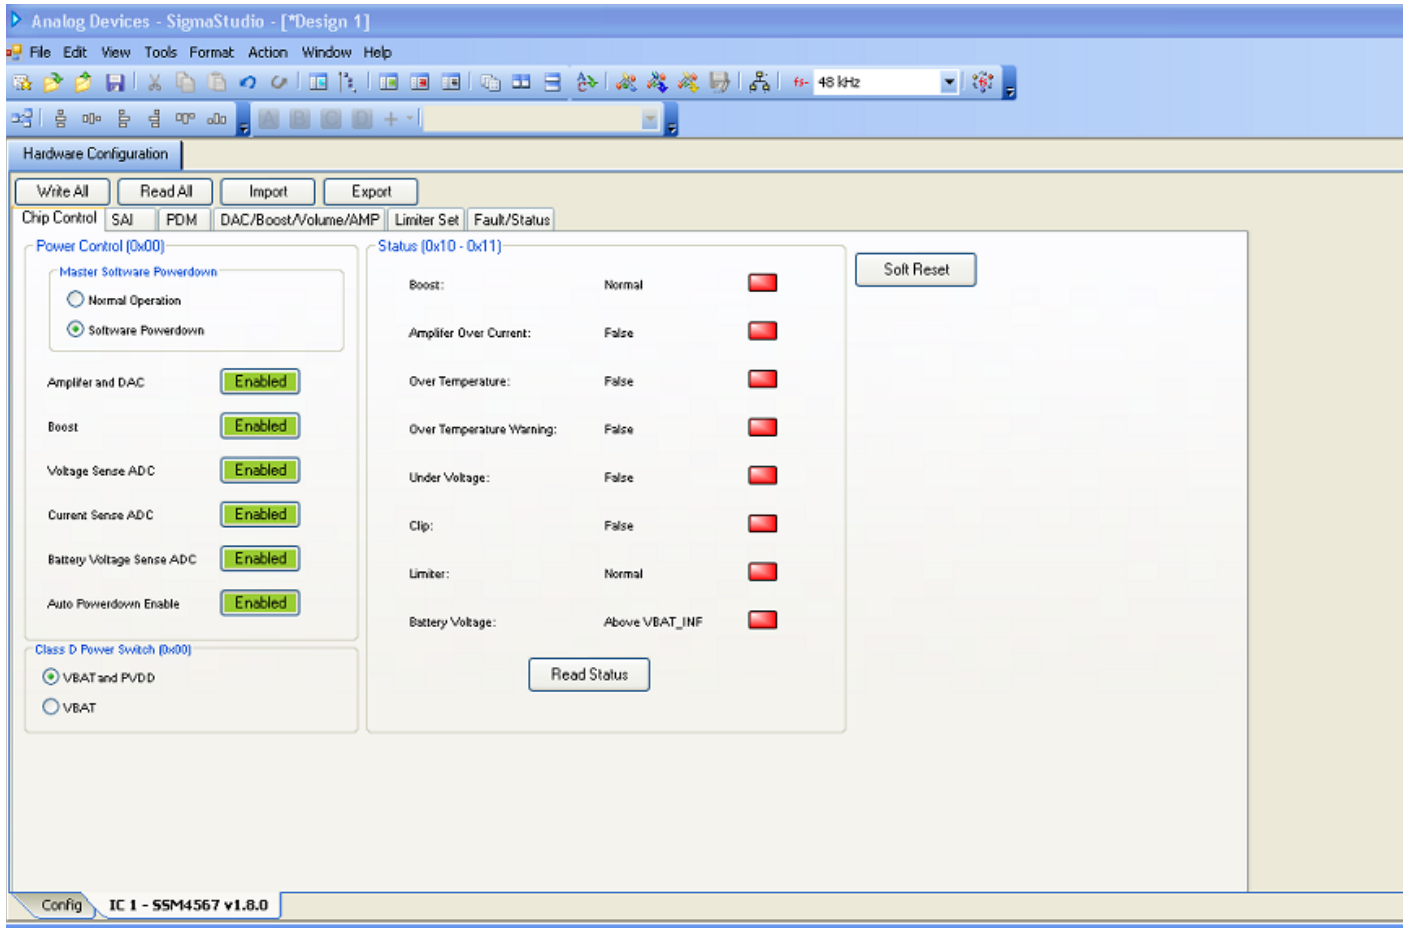 Analog Devices - SigmaStudio - [*Design 1]
File Edit View Tools Format Action Window Help
fs- 48 kHz
A B C D
Hardware Configuration
Write All Read All Import Export
Chip Control SAI PDM DAC/Boost/Volume/AMP Limiter Set Fault/Status
Power Control (0x00)
Master Software Powerdown
Normal Operation
Software Powerdown
Amplifer and DAC Enabled
Boost Enabled
Voltage Sense ADC Enabled
Current Sense ADC Enabled
Battery Voltage Sense ADC Enabled
Auto Powerdown Enable Enabled
Class D Power Switch (0x00)
VBAT and PVDD
VBAT
Status (0x10 - 0x11)
Boost: Normal
Amplifer Over Current: False
Over Temperature: False
Over Temperature Warning: False
Under Voltage: False
Clip: False
Limiter: Normal
Battery Voltage: Above VBAT_INF
Read Status
Soft Reset
Config IC 1 - SSM4567 v1.8.0